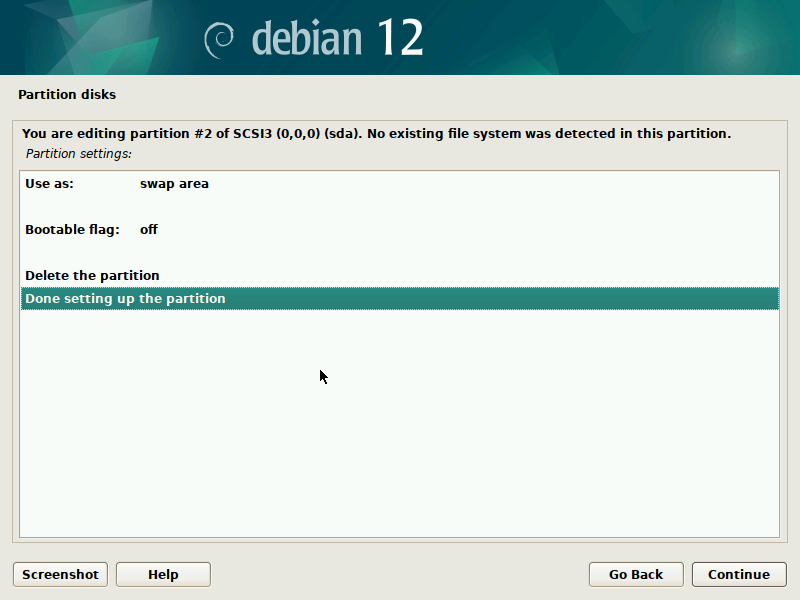 debian 12
Partition disks
You are editing partition #2 of SCSI3 (0,0,0) (sda). No existing file system was detected in this partition.
Partition settings:
Use as: swap area
Bootable flag: off
Delete the partition
Done setting up the partition
Screenshot Help Go Back Continue